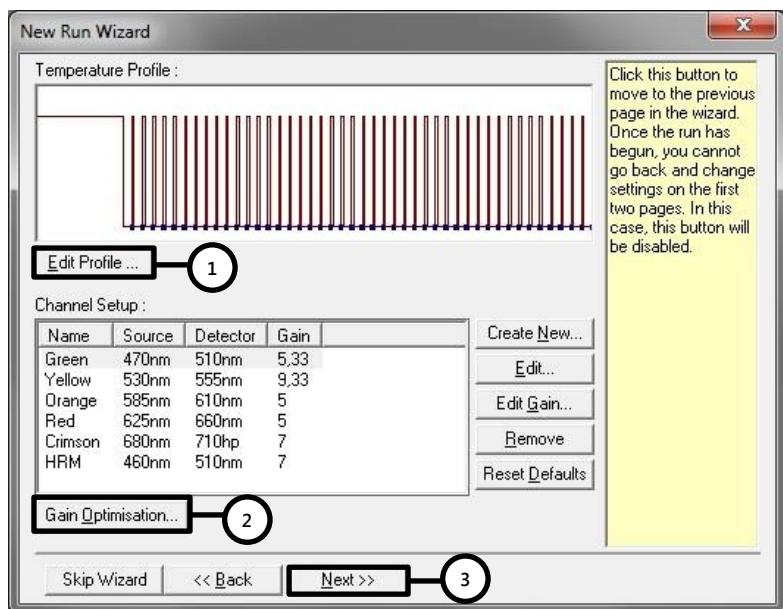 New Run Wizard
Temperature Profile :
Edit Profile ...
1
Channel Setup :
Name Source Detector Gain
Green 470nm 510nm 5,33
Yellow 530nm 555nm 9,33
Orange 585nm 610nm 5
Red 625nm 660nm 5
Crimson 680nm 710hp 7
HRM 460nm 510nm 7
Create New...
Edit...
Edit Gain...
Remove
Reset Defaults
Gain Optimisation...
2
Skip Wizard
<< Back
Next >>
3
Click this button to
move to the previous
page in the wizard.
Once the run has
begun, you cannot
go back and change
settings on the first
two pages. In this
case, this button will
be disabled.